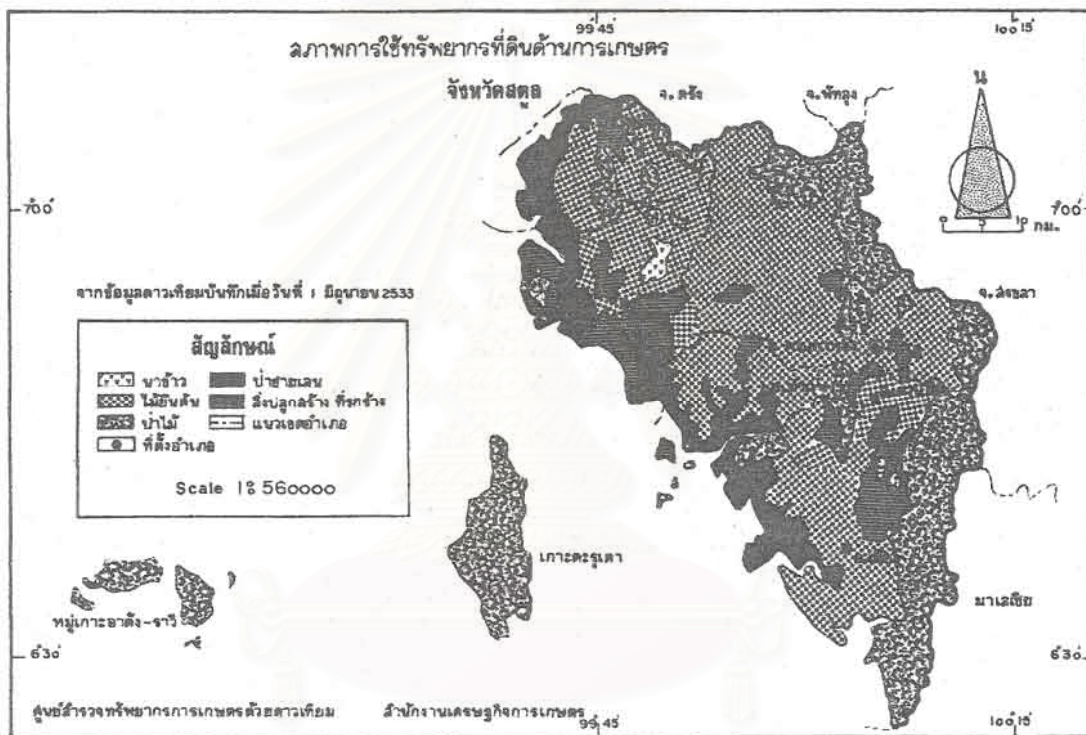 99°45'
100°15'
สภาพการใช้ทรัพยากรที่ดินด้านการเกษตร
จังหวัดสตูล
จ.ตรัง
จ.พัทลุง
น
7°00'
7°00'
0 5 10 กม.
จากข้อมูลดาวเทียมบันทึกเมื่อวันที่ 1 มิถุนายน 2533
จ.สงขลา
สัญลักษณ์
นาข้าว
ป่าชายเลน
ไม้ยืนต้น
สิ่งปลูกสร้าง ที่รกร้าง
ป่าไม้
แนวเขตอำเภอ
ที่ตั้งอำเภอ
Scale 1:560000
เกาะตะรุเตา
มาเลเซีย
หมู่เกาะอาดัง-ราวี
6°30'
6°30'
ศูนย์สำรวจทรัพยากรการเกษตรด้วยดาวเทียม
สำนักงานเศรษฐกิจการเกษตร
99°45'
100°15'